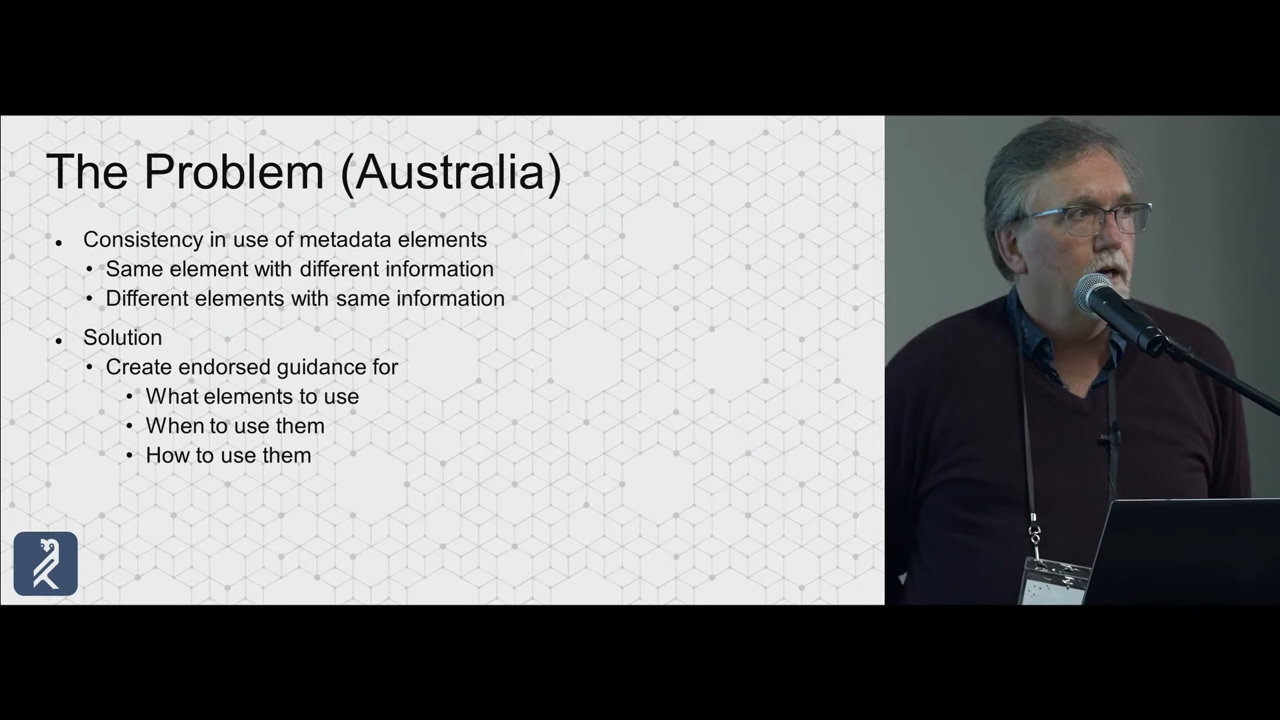 The Problem (Australia)
• Consistency in use of metadata elements
• Same element with different information
• Different elements with same information
• Solution
• Create endorsed guidance for
• What elements to use
• When to use them
• How to use them